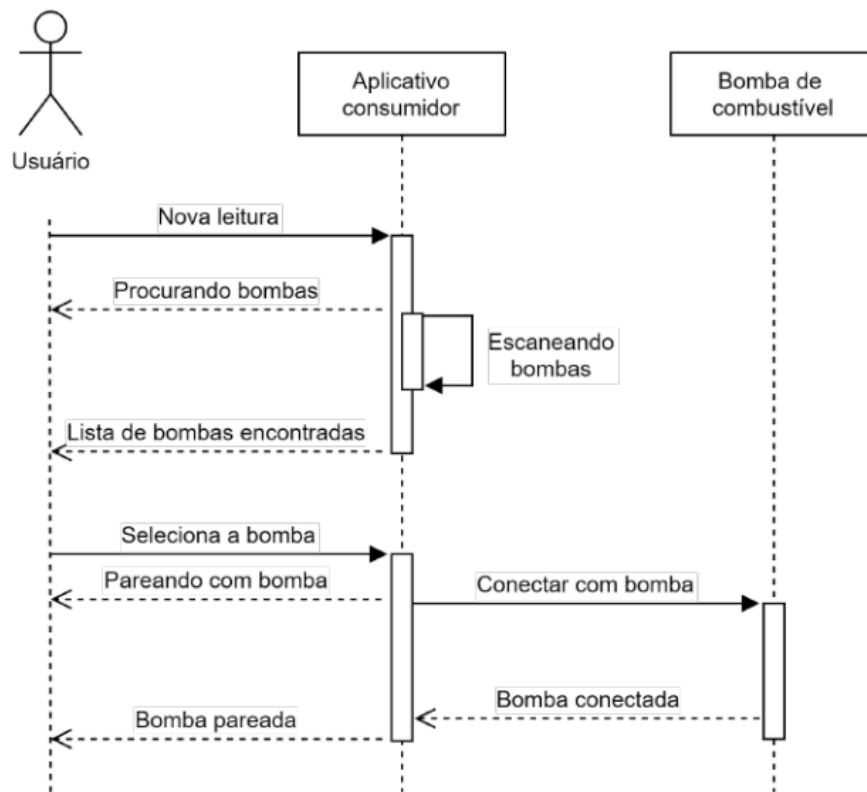 Usuário
Aplicativo
consumidor
Bomba de
combustível
Nova leitura
Procurando bombas
Escaneando
bombas
Lista de bombas encontradas
Seleciona a bomba
Pareando com bomba
Conectar com bomba
Bomba conectada
Bomba pareada